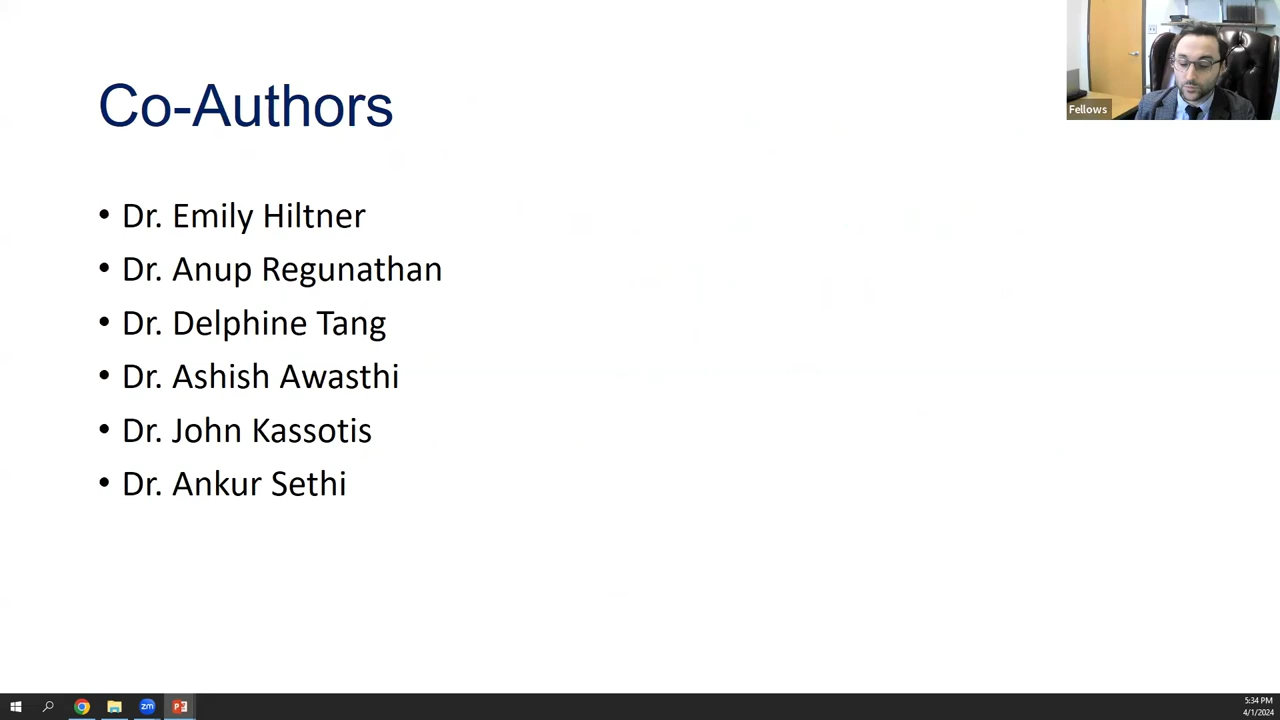 Co-Authors
Fellows
• Dr. Emily Hiltner
• Dr. Anup Regunathan
• Dr. Delphine Tang
• Dr. Ashish Awasthi
• Dr. John Kassotis
• Dr. Ankur Sethi
zm
5:34 PM
4/1/2024